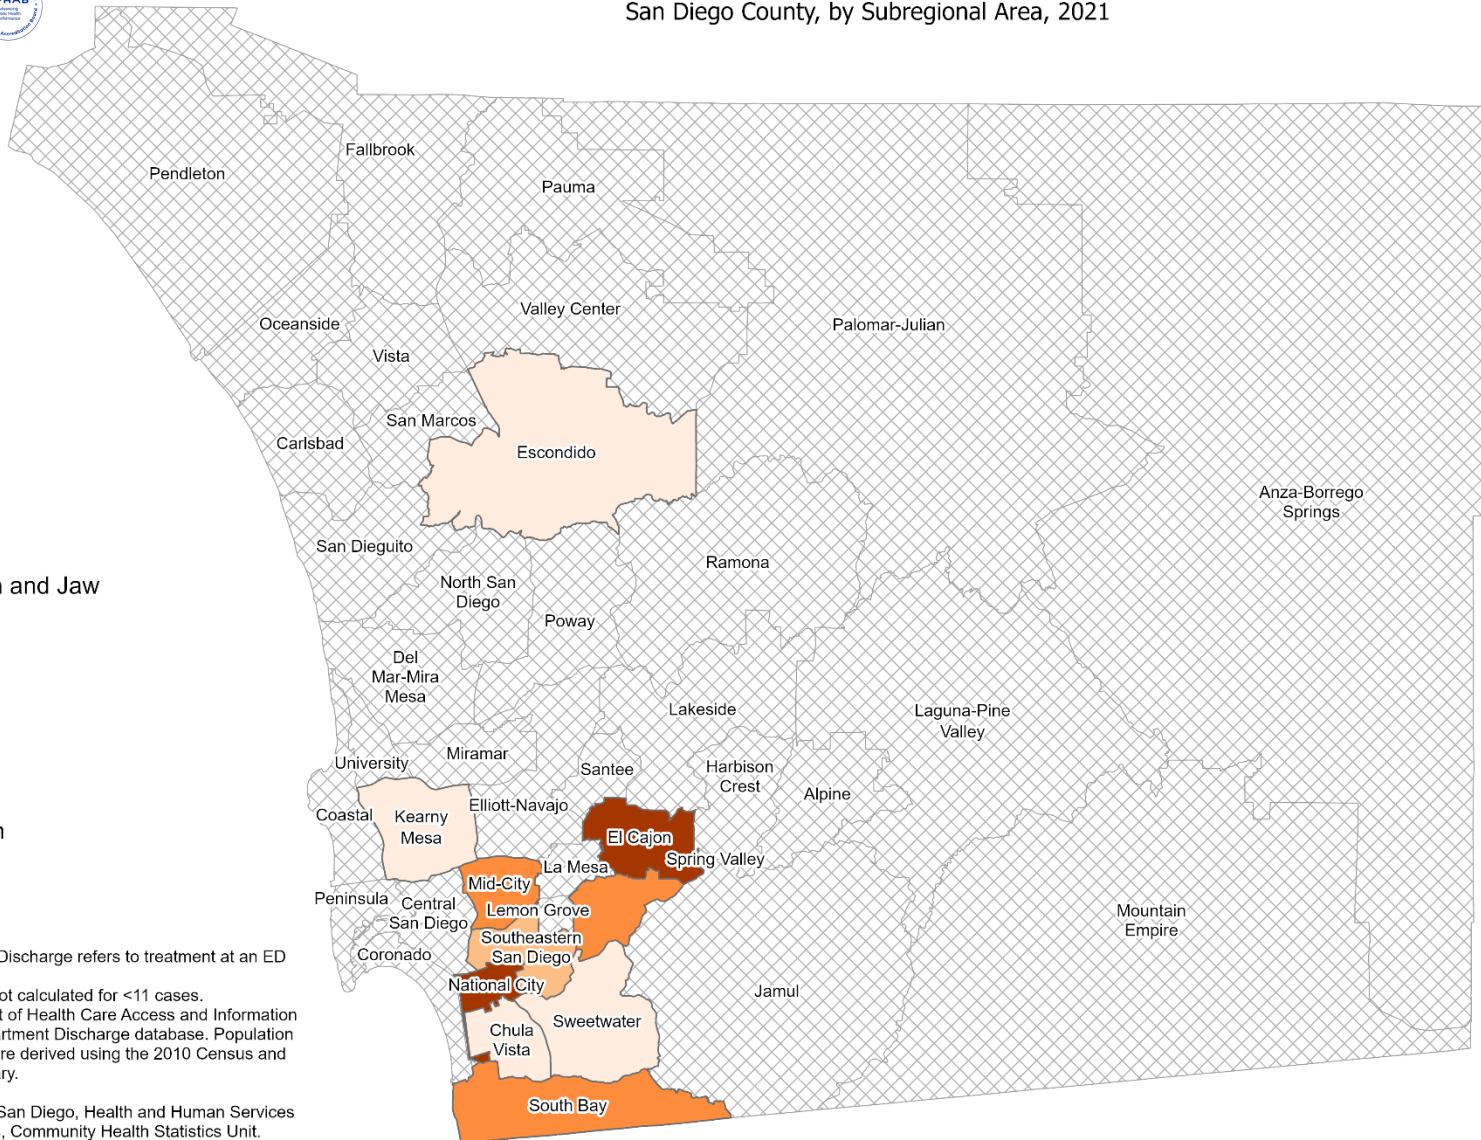 San Diego County, by Subregional Area, 2021
Fallbrook
Pendleton
Pauma
Valley Center
Oceanside
Palomar-Julian
Vista
San Marcos
Carlsbad
Escondido
Anza-Borrego
Springs
San Dieguito
Ramona
North San
Diego
and Jaw
Poway
Del
Mar-Mira
Mesa
Lakeside
Laguna-Pine
Valley
Miramar
University
Santee
Harbison
Crest
Alpine
Elliott-Navajo
Coastal
Kearny
Mesa
El Cajon
Spring Valley
La Mesa
Mid-City
Peninsula
Central
San Diego
Lemon Grove
Mountain
Empire
Southeastern
San Diego
Coronado
Discharge refers to treatment at an ED
National City
Jamul
ot calculated for <11 cases.
t of Health Care Access and Information
Sweetwater
Chula
Vista
artment Discharge database. Population
re derived using the 2010 Census and
ry.
South Bay
San Diego, Health and Human Services
, Community Health Statistics Unit.